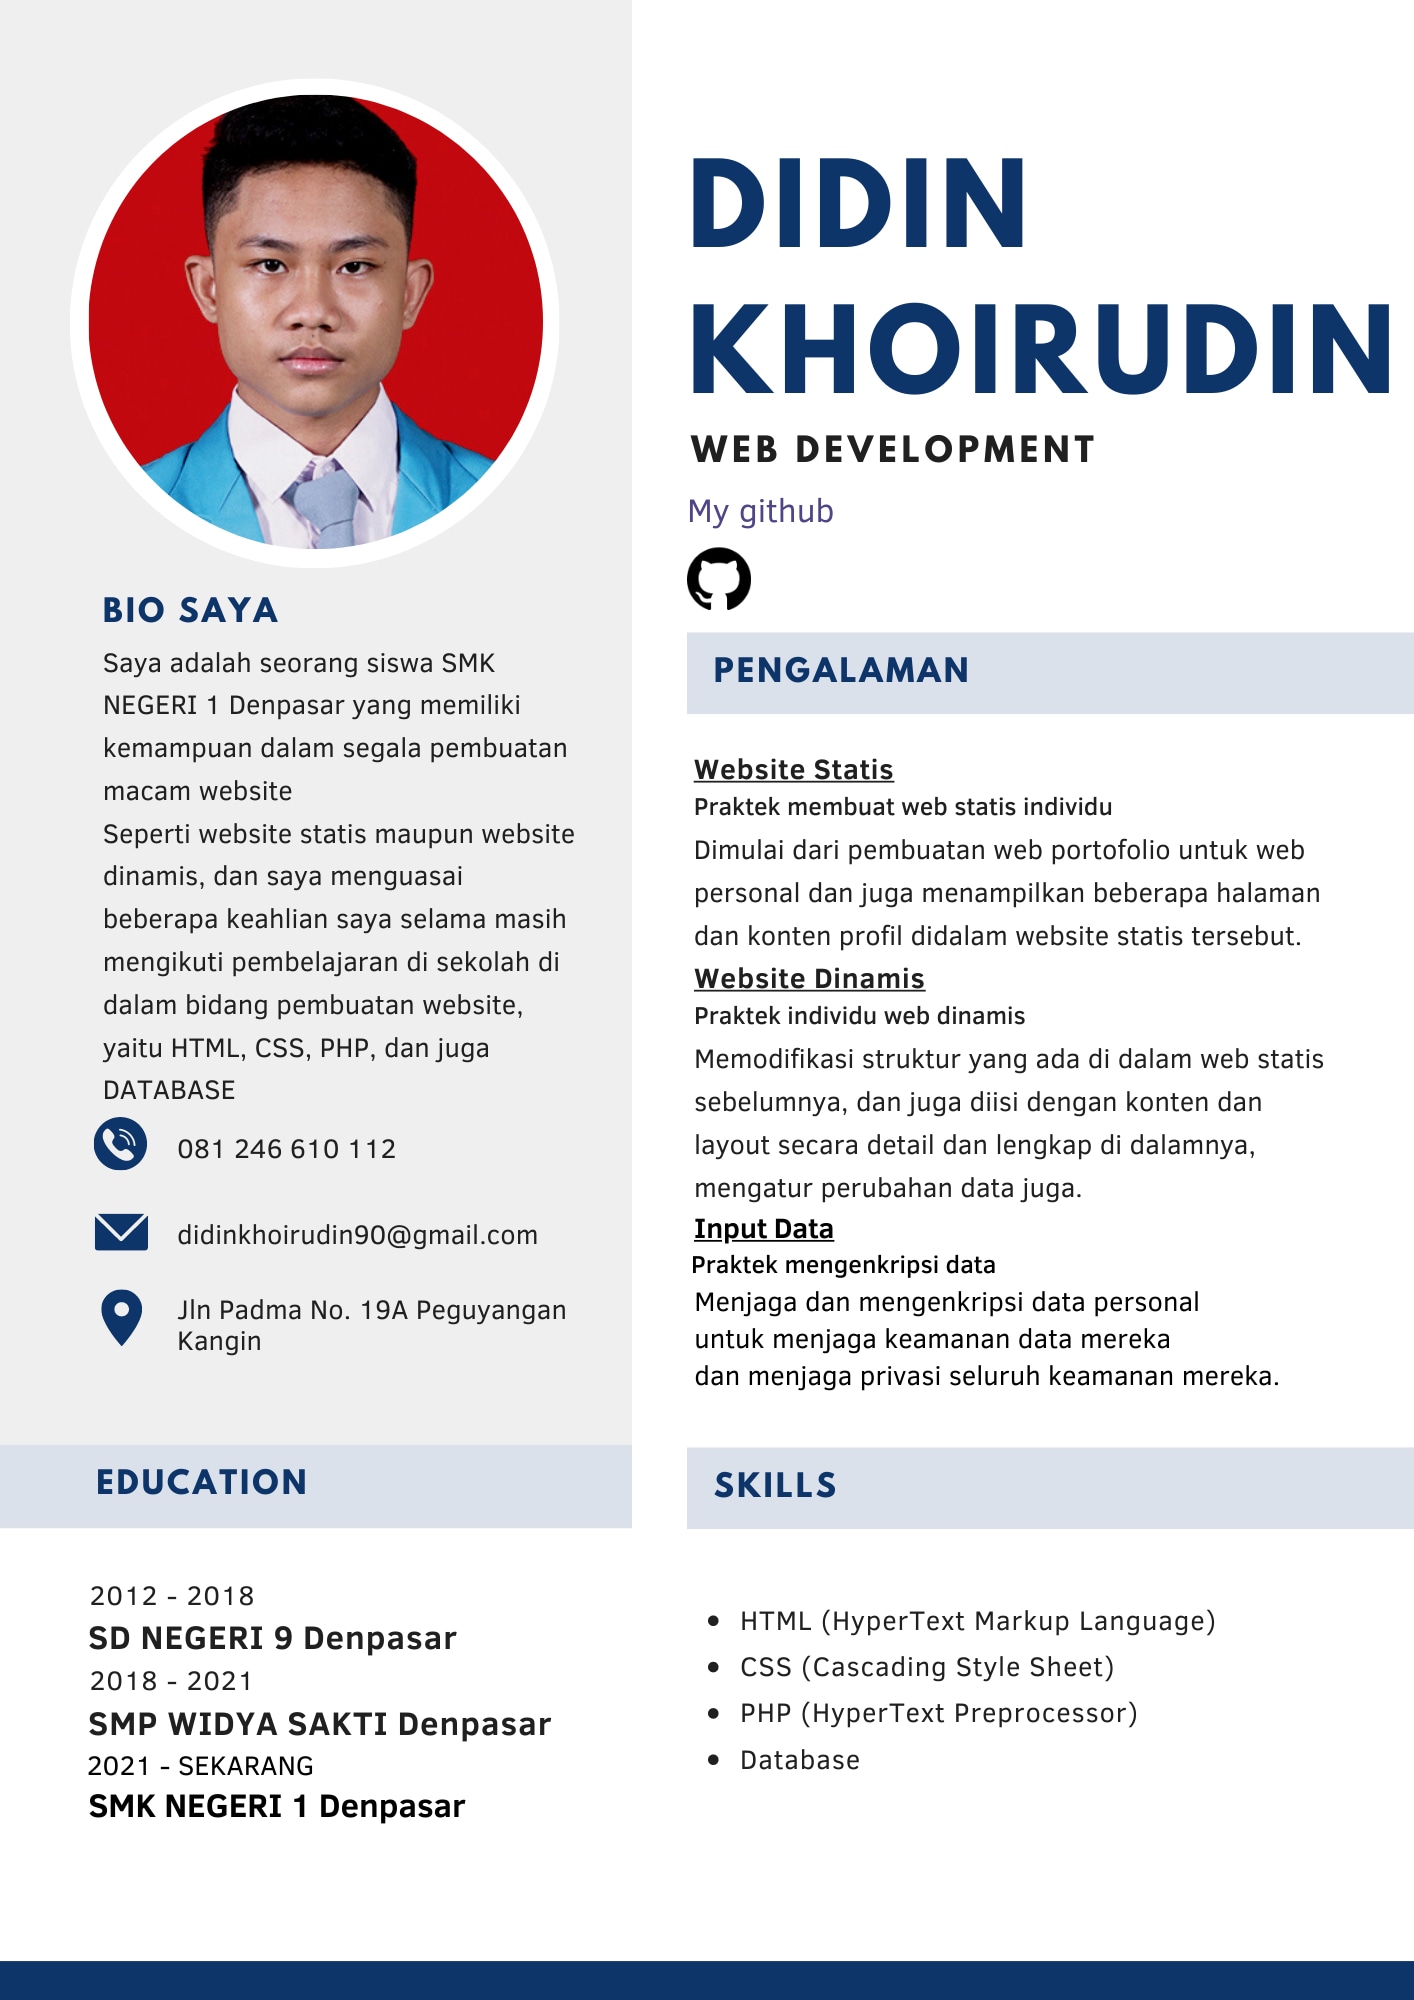 DIDIN
KHOIRUDIN
WEB DEVELOPMENT
My github
BIO SAYA
Saya adalah seorang siswa SMK
NEGERI 1 Denpasar yang memiliki
kemampuan dalam segala pembuatan
macam website
Seperti website statis maupun website
dinamis, dan saya menguasai
beberapa keahlian saya selama masih
mengikuti pembelajaran di sekolah di
dalam bidang pembuatan website,
yaitu HTML, CSS, PHP, dan juga
DATABASE
081 246 610 112
didinkhoirudin90@gmail.com
Jln Padma No. 19A Peguyangan
Kangin
EDUCATION
2012 - 2018
SD NEGERI 9 Denpasar
2018 - 2021
SMP WIDYA SAKTI Denpasar
2021 - SEKARANG
SMK NEGERI 1 Denpasar
PENGALAMAN
Website Statis
Praktek membuat web statis individu
Dimulai dari pembuatan web portofolio untuk web
personal dan juga menampilkan beberapa halaman
dan konten profil didalam website statis tersebut.
Website Dinamis
Praktek individu web dinamis
Memodifikasi struktur yang ada di dalam web statis
sebelumnya, dan juga diisi dengan konten dan
layout secara detail dan lengkap di dalamnya,
mengatur perubahan data juga.
Input Data
Praktek mengenkripsi data
Menjaga dan mengenkripsi data personal
untuk menjaga keamanan data mereka
dan menjaga privasi seluruh keamanan mereka.
SKILLS
• HTML (HyperText Markup Language)
• CSS (Cascading Style Sheet)
• PHP (HyperText Preprocessor)
• Database